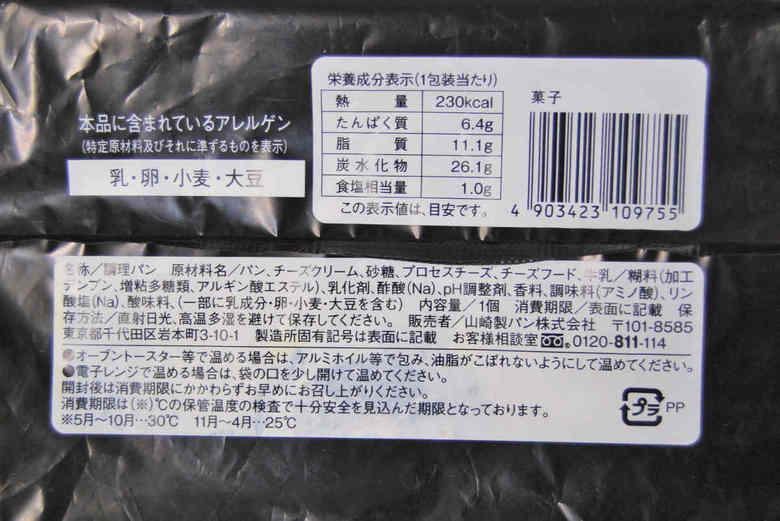 本品に含まれているアレルゲン
(特定原材料及びそれに準ずるものを表示)
乳・卵・小麦・大豆
栄養成分表示(1包装当たり)
熱 量 230kcal
たんぱく質 6.4g
脂 質 11.1g
炭水化物 26.1g
食塩相当量 1.0g
この表示値は、目安です。
菓子
4 903423 109755
名称/調理パン 原材料名/パン、チーズクリーム、砂糖、プロセスチーズ、チーズフード、牛乳/糊料(加工
デンプン、増粘多糖類、アルギン酸エステル)、乳化剤、酢酸(Na)、pH調整剤、香料、調味料(アミノ酸)、リン
酸塩(Na)、酸味料、(一部に乳成分・卵・小麦・大豆を含む) 内容量/1個 消費期限/表面に記載 保
存方法/直射日光、高温多湿を避けて保存してください。 販売者/山崎製パン株式会社 〒101-8585
東京都千代田区岩本町3-10-1 製造所固有記号は表面に記載 お客様相談室 0120-811-114
●オーブントースター等で温める場合は、アルミホイル等で包み、油脂がこぼれないようにして温めてください。
●電子レンジで温める場合は、袋の口を少し開けて温めてください。
開封後は消費期限にかかわらずお早めにお召し上がりください。
消費期限は(※)℃の保管温度の検査で十分安全を見込んだ期限となっております。
※5月〜10月…30℃ 11月〜4月…25℃
プラ PP